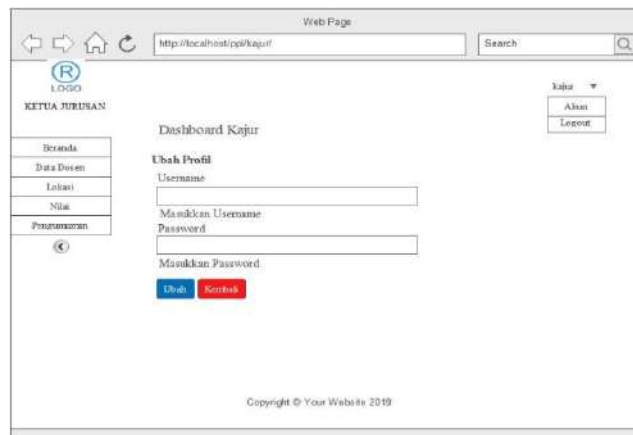 Web Page
http://localhost/ppl/kajur/
Search
R
LOGO
KETUA JURUSAN
kajur
Akun
Logout
Dashboard Kajur
Beranda
Data Dosen
Lokasi
Nilai
Pengumuman
Ubah Profil
Username
Masukkan Username
Password
Masukkan Password
Ubah
Kembali
Copyright © Your Website 2019